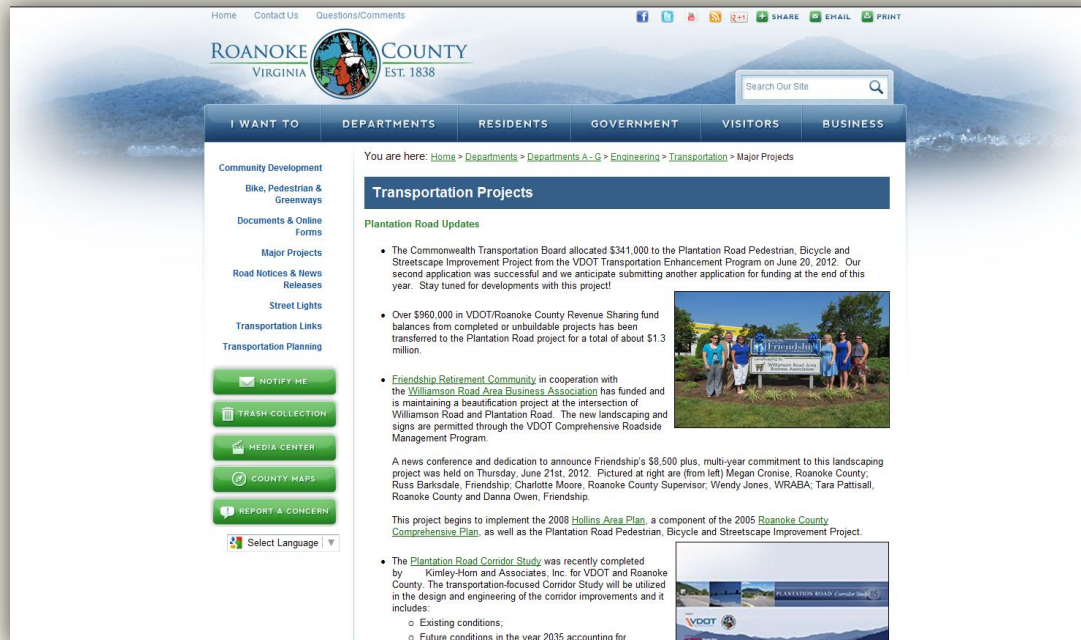 Home Contact Us Questions/Comments
+1 SHARE EMAIL PRINT
ROANOKE COUNTY
VIRGINIA EST. 1838
Search Our Site
I WANT TO DEPARTMENTS RESIDENTS GOVERNMENT VISITORS BUSINESS
You are here: Home > Departments > Departments A - G > Engineering > Transportation > Major Projects
Community Development
Bike, Pedestrian &
Greenways
Documents & Online
Forms
Major Projects
Road Notices & News
Releases
Street Lights
Transportation Links
Transportation Planning
NOTIFY ME
TRASH COLLECTION
MEDIA CENTER
COUNTY MAPS
REPORT A CONCERN
Select Language
Transportation Projects
Plantation Road Updates
The Commonwealth Transportation Board allocated $341,000 to the Plantation Road Pedestrian, Bicycle and
Streetscape Improvement Project from the VDOT Transportation Enhancement Program on June 20, 2012. Our
second application was successful and we anticipate submitting another application for funding at the end of this
year. Stay tuned for developments with this project!
Over $960,000 in VDOT/Roanoke County Revenue Sharing fund
balances from completed or unbuildable projects has been
transferred to the Plantation Road project for a total of about $1.3
million.
Friendship Retirement Community in cooperation with
the Williamson Road Area Business Association has funded and
is maintaining a beautification project at the intersection of
Williamson Road and Plantation Road. The new landscaping and
signs are permitted through the VDOT Comprehensive Roadside
Management Program.
Friendship
Williamson Road Area
Business Association
A news conference and dedication to announce Friendship's $8,500 plus, multi-year commitment to this landscaping
project was held on Thursday, June 21st, 2012. Pictured at right are (from left) Megan Cronise, Roanoke County;
Russ Barksdale, Friendship; Charlotte Moore, Roanoke County Supervisor; Wendy Jones, WRABA; Tara Pattisall,
Roanoke County and Danna Owen, Friendship.
This project begins to implement the 2008 Hollins Area Plan, a component of the 2005 Roanoke County
Comprehensive Plan, as well as the Plantation Road Pedestrian, Bicycle and Streetscape Improvement Project.
The Plantation Road Corridor Study was recently completed
by Kimley-Horn and Associates, Inc. for VDOT and Roanoke
County. The transportation-focused Corridor Study will be utilized
in the design and engineering of the corridor improvements and it
includes:
Existing conditions;
Future conditions in the year 2035 accounting for
PLANTATION ROAD Corridor Study
VDOT